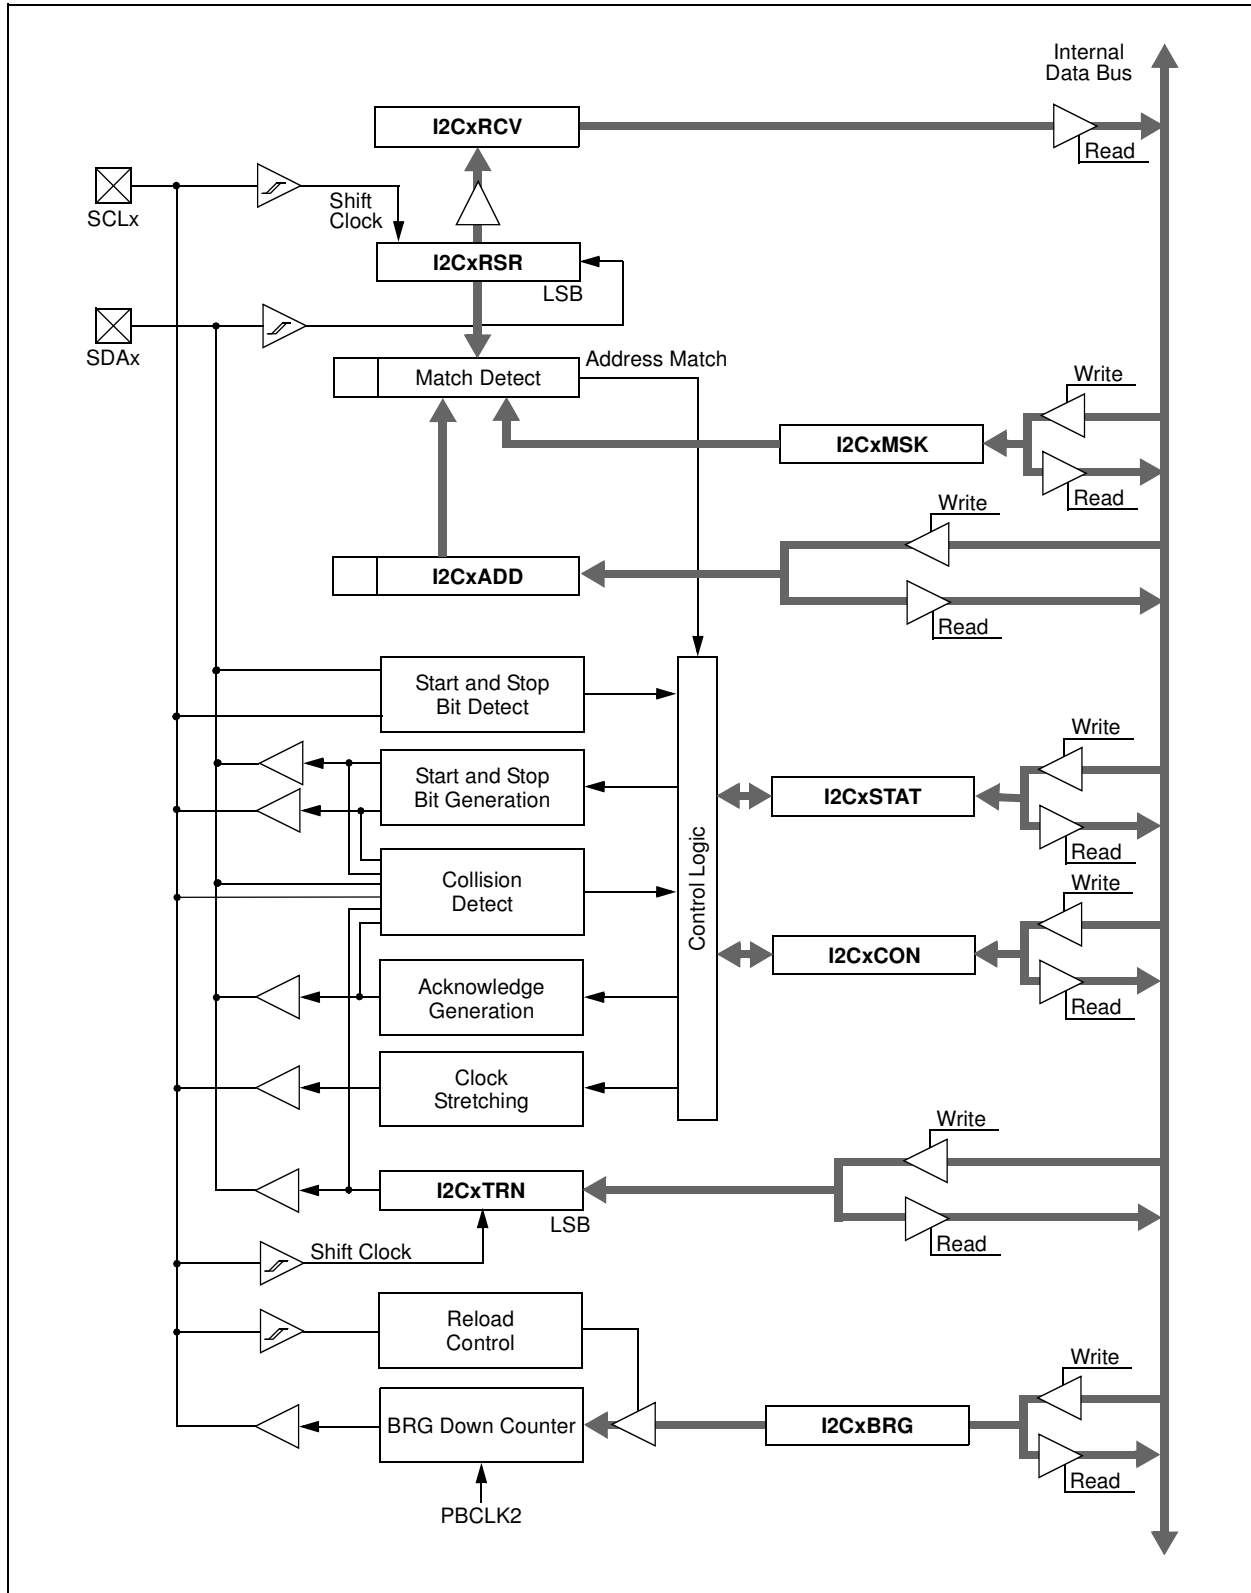 Internal
Data Bus
I2CxRCV
Read
SCLx
Shift
Clock
I2CxRSR
LSB
SDAx
Address Match
Match Detect
Write
I2CxMSK
Read
Write
I2CxADD
Read
Start and Stop
Bit Detect
Write
Start and Stop
Bit Generation
I2CxSTAT
Read
Control Logic
Collision
Detect
Write
I2CxCON
Acknowledge
Generation
Read
Clock
Stretching
Write
I2CxTRN
LSB
Read
Shift Clock
Reload
Control
Write
BRG Down Counter
I2CxBRG
Read
PBCLK2